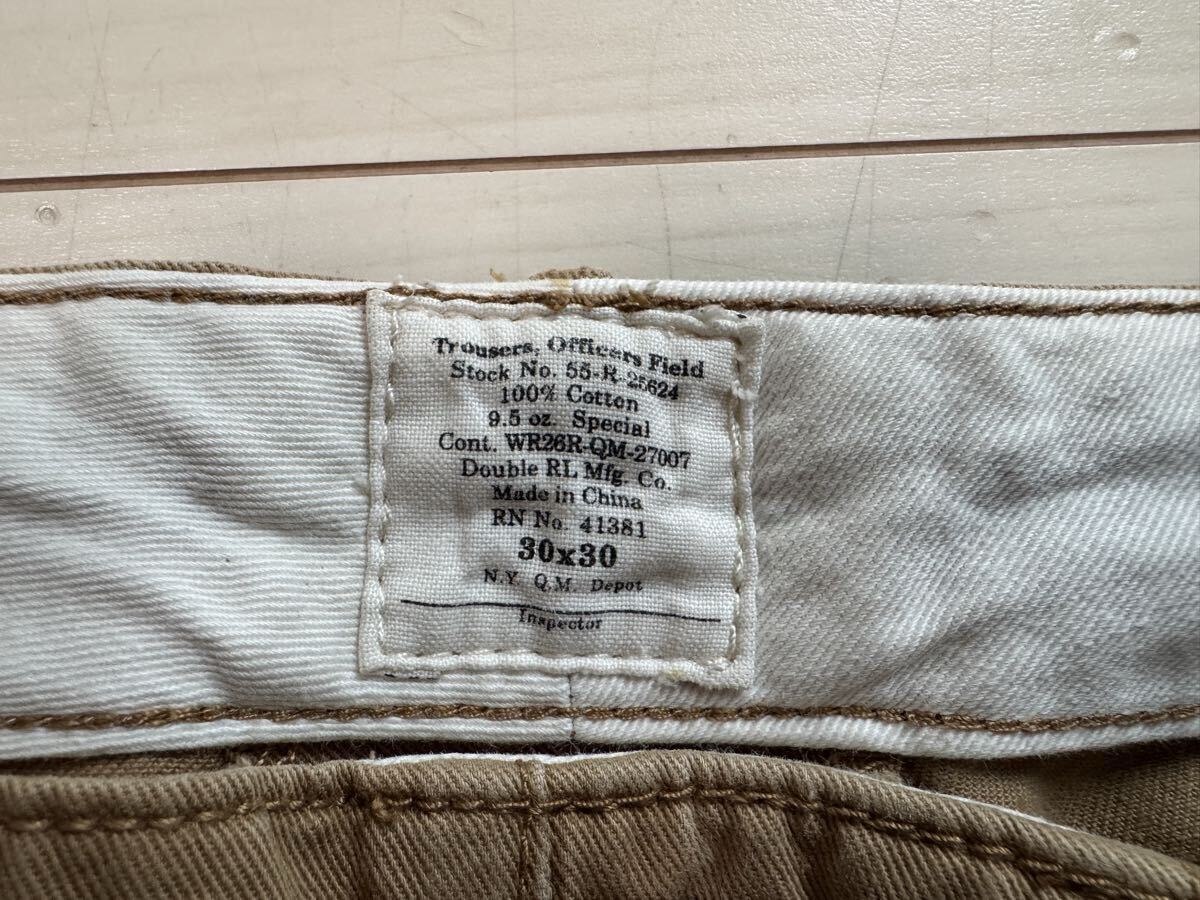 Trousers, Officers Field
Stock No. 55-R-25624
100% Cotton
9.5 oz. Special
Cont. WR26R-QM-27007
Double RL Mfg. Co.
Made in China
RN No. 41381
30x30
N.Y. Q.M. Depot
Inspector